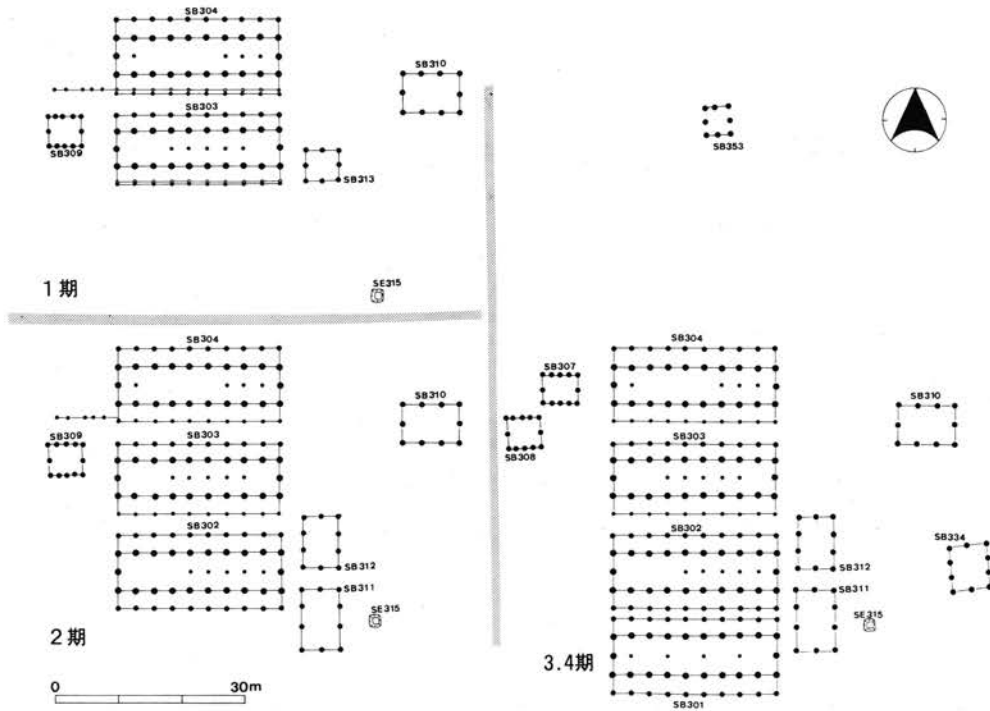 SB304
SB310
SB303
SB309
SB313
SB353
1期
SE315
SB304
SB310
SB309
SB303
SB302
SB312
SB311
SE315
2期
0 30m
SB307
SB304
SB310
SB308
SB303
SB302
SB312
SB334
SB311
SE315
3.4期
SB301